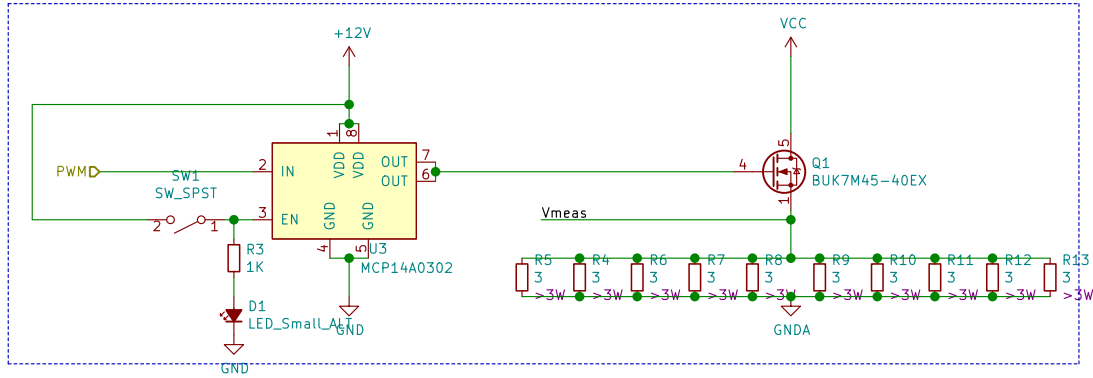 +12V
VCC
1
8
7
5
PWM
2
IN
VDD
VDD
OUT
6
OUT
4
Q1
BUK7M45-40EX
SW1
SW_SPST
1
Vmeas
2
1
3
EN
GND
GND
4
5
U3
MCP14A0302
R3
1K
R5
3
>3W
R4
3
>3W
R6
3
>3W
R7
3
>3W
R8
3
>3W
R9
3
>3W
R10
3
>3W
R11
3
>3W
R12
3
>3W
R13
3
>3W
D1
LED_Small_ALT
GND
GNDA
GND